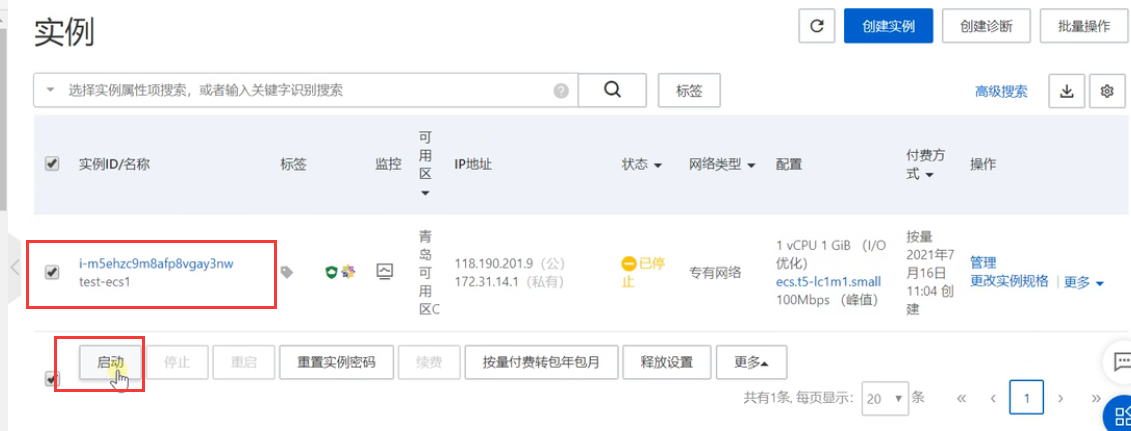 实例
创建实例
创建诊断
批量操作
选择实例属性项搜索，或者输入关键字识别搜索
标签
高级搜索
实例ID/名称
标签
监控
可
用
区
IP地址
状态
网络类型
配置
付费方
式
操作
i-m5ehzc9m8afp8vgay3nw
test-ecs1
青
岛
可
用
区C
118.190.201.9（公）
172.31.14.1（私有）
已停
止
专有网络
1 vCPU 1 GiB （I/O
优化）
ecs.t5-lc1m1.small
100Mbps （峰值）
按量
2021年7
月16日
11:04 创
建
管理
更改实例规格 | 更多
启动
停止
重启
重置实例密码
续费
按量付费转包年包月
释放设置
更多
共有1条, 每页显示: 20 条 « ‹ 1 › »